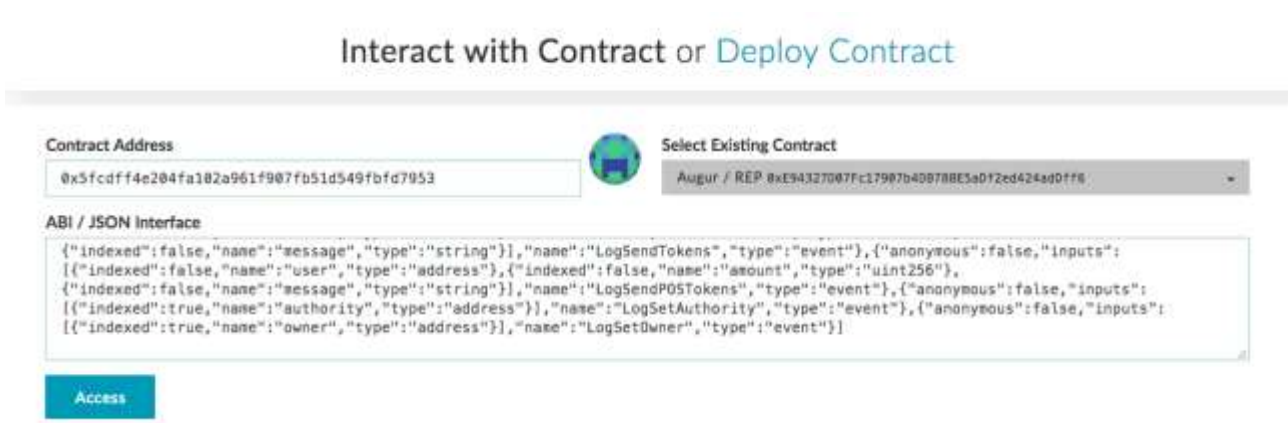 Interact with Contract or Deploy Contract
Contract Address
Select Existing Contract
0x5fcdff4e204fa102a961f907fb51d549fbfd7953
Augur / REP
ABI / JSON Interface
{"indexed":false,"name":"message","type":"string"}],"name":"LogSendTokens","type":"event"},{"anonymous":false,"inputs":
[{"indexed":false,"name":"user","type":"address"},{"indexed":false,"name":"amount","type":"uint256"},
{"indexed":false,"name":"message","type":"string"}],"name":"LogSendPOSTokens","type":"event"},{"anonymous":false,"inputs":
[{"indexed":true,"name":"authority","type":"address"}],"name":"LogSetAuthority","type":"event"},{"anonymous":false,"inputs":
[{"indexed":true,"name":"owner","type":"address"}],"name":"LogSetOwner","type":"event"}]
Access